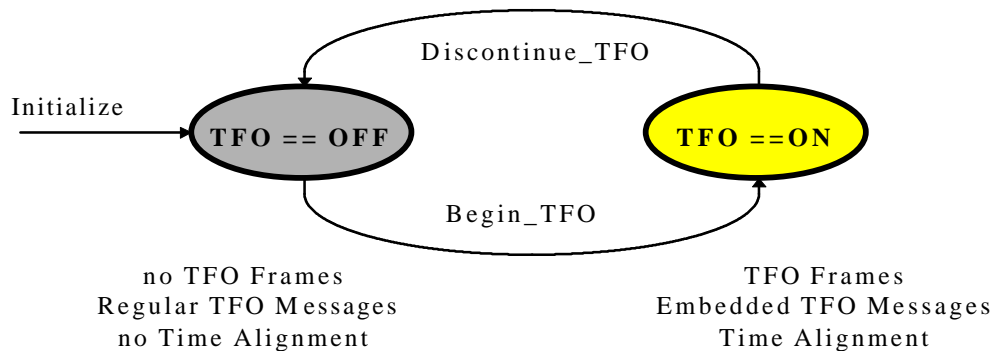 Discontinue_TFO
Initialize
TFO == OFF
TFO ==ON
Begin_TFO
no TFO Frames
Regular TFO Messages
no Time Alignment
TFO Frames
Embedded TFO Messages
Time Alignment